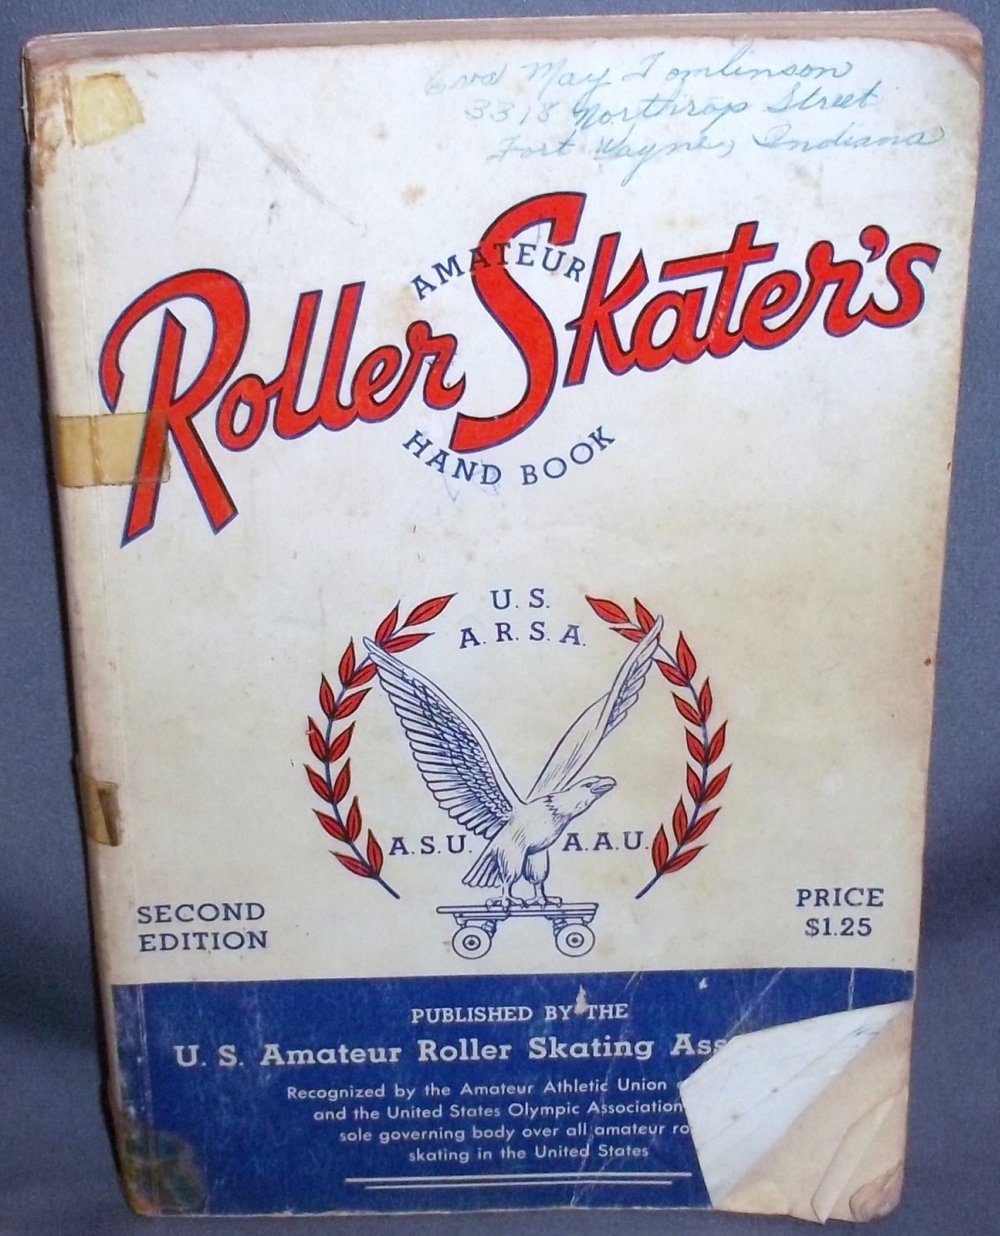 Eva May Tomlinson
3318 Northrop Street
Fort Wayne, Indiana
AMATEUR
Roller Skater's
HAND BOOK
U. S.
A. R. S. A.
A. S. U. A. A. U.
SECOND
EDITION
PRICE
$1.25
PUBLISHED BY THE
U. S. Amateur Roller Skating
Recognized by the Amateur Athletic Union
and the United States Olympic Association
sole governing body over all amateur
skating in the United States